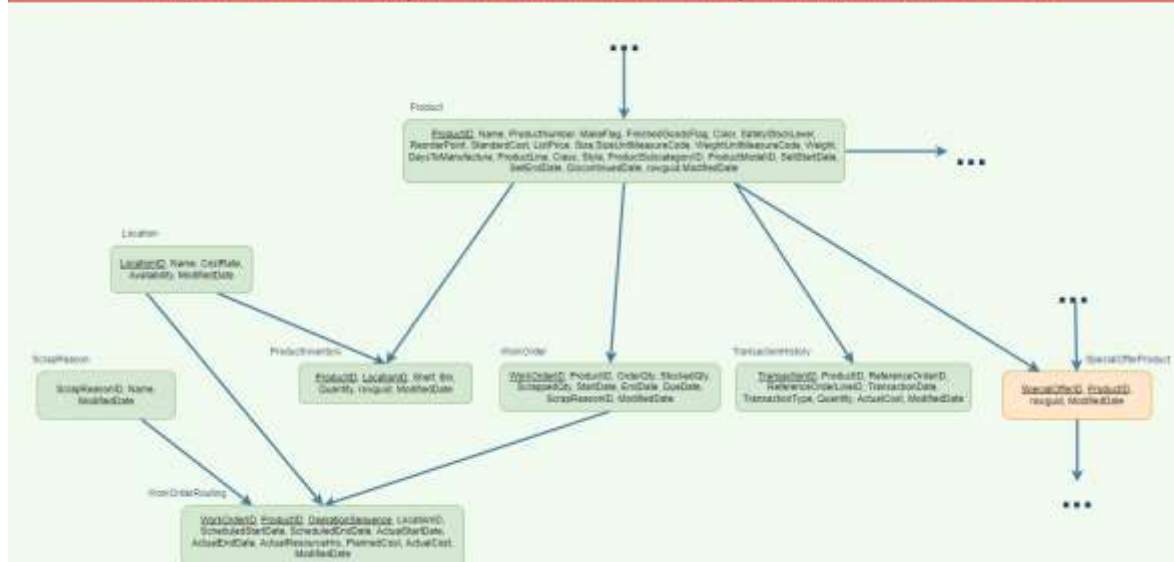 ...
Product
ProductID, Name, ProductNumber, MakeFlag, FinishedGoodsFlag, Color, SafetyStockLevel,
ReorderPoint, StandardCost, ListPrice, Size, SizeUnitMeasureCode, WeightUnitMeasureCode, Weight,
DaysToManufacture, ProductLine, Class, Style, ProductSubcategoryID, ProductModelID, SellStartDate,
SellEndDate, DiscontinuedDate, rowguid, ModifiedDate
...
Location
LocationID, Name, CostRate,
Availability, ModifiedDate
...
ScrapReason
ScrapReasonID, Name,
ModifiedDate
ProductInventory
ProductID, LocationID, Shelf, Bin,
Quantity, rowguid, ModifiedDate
WorkOrder
WorkOrderID, ProductID, OrderQty, StockedQty,
ScrappedQty, StartDate, EndDate, DueDate,
ScrapReasonID, ModifiedDate
TransactionHistory
TransactionID, ProductID, ReferenceOrderID,
ReferenceOrderLineID, TransactionDate,
TransactionType, Quantity, ActualCost, ModifiedDate
SpecialOfferProduct
SpecialOfferID, ProductID,
rowguid, ModifiedDate
...
WorkOrderRouting
WorkOrderID, ProductID, OperationSequence, LocationID,
ScheduledStartDate, ScheduledEndDate, ActualStartDate,
ActualEndDate, ActualResourceHrs, PlannedCost, ActualCost,
ModifiedDate